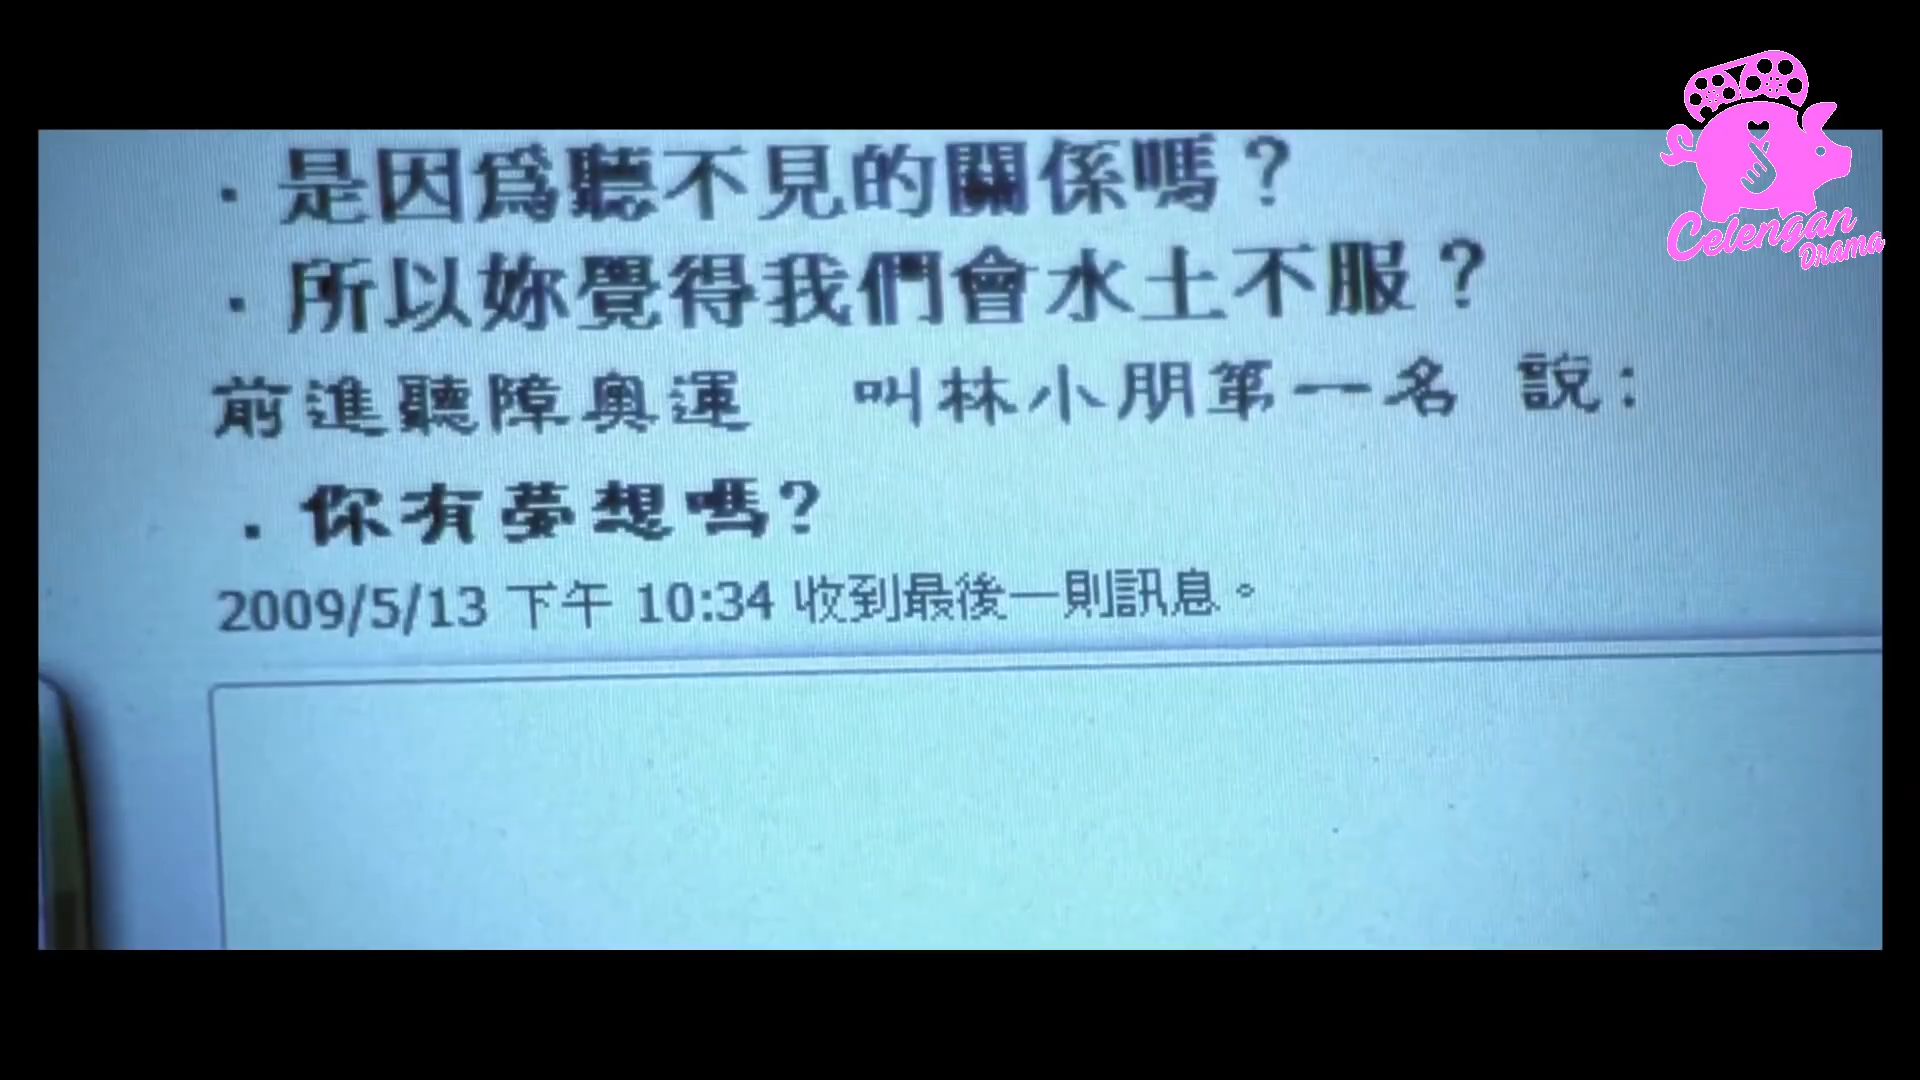 Celengan
Drama
．是因爲聽不見的關係嗎？
．所以妳覺得我們會水土不服？
前進聽障奧運　叫林小朋第一名 說:
．你有夢想嗎?
2009/5/13 下午 10:34 收到最後一則訊息。